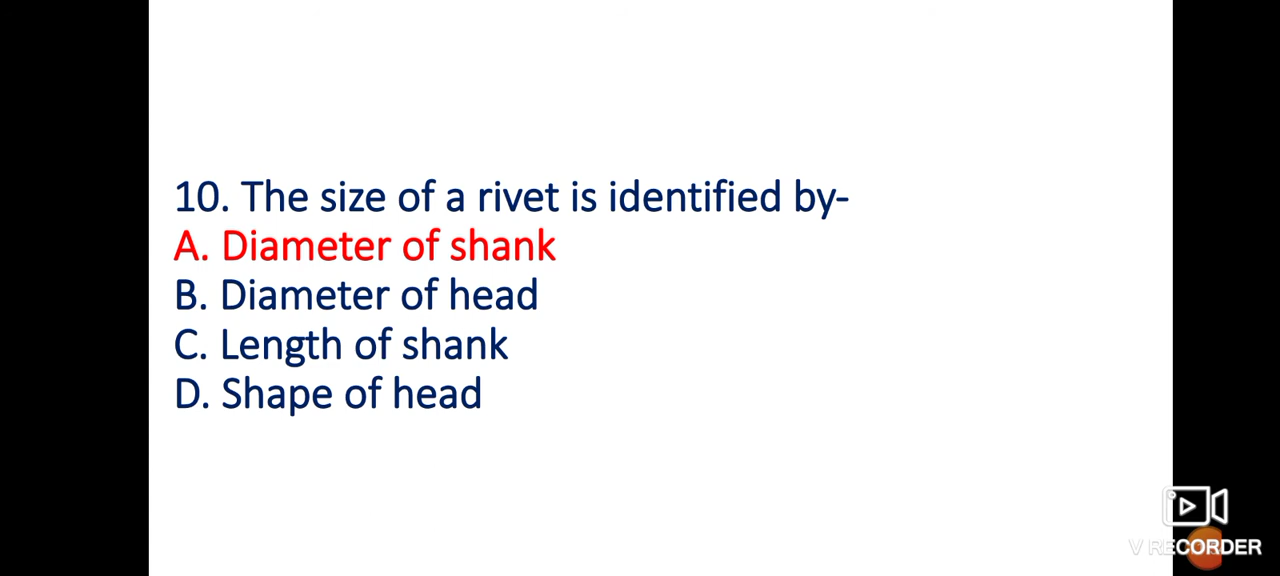 10. The size of a rivet is identified by-
A. Diameter of shank
B. Diameter of head
C. Length of shank
D. Shape of head
V RECORDER